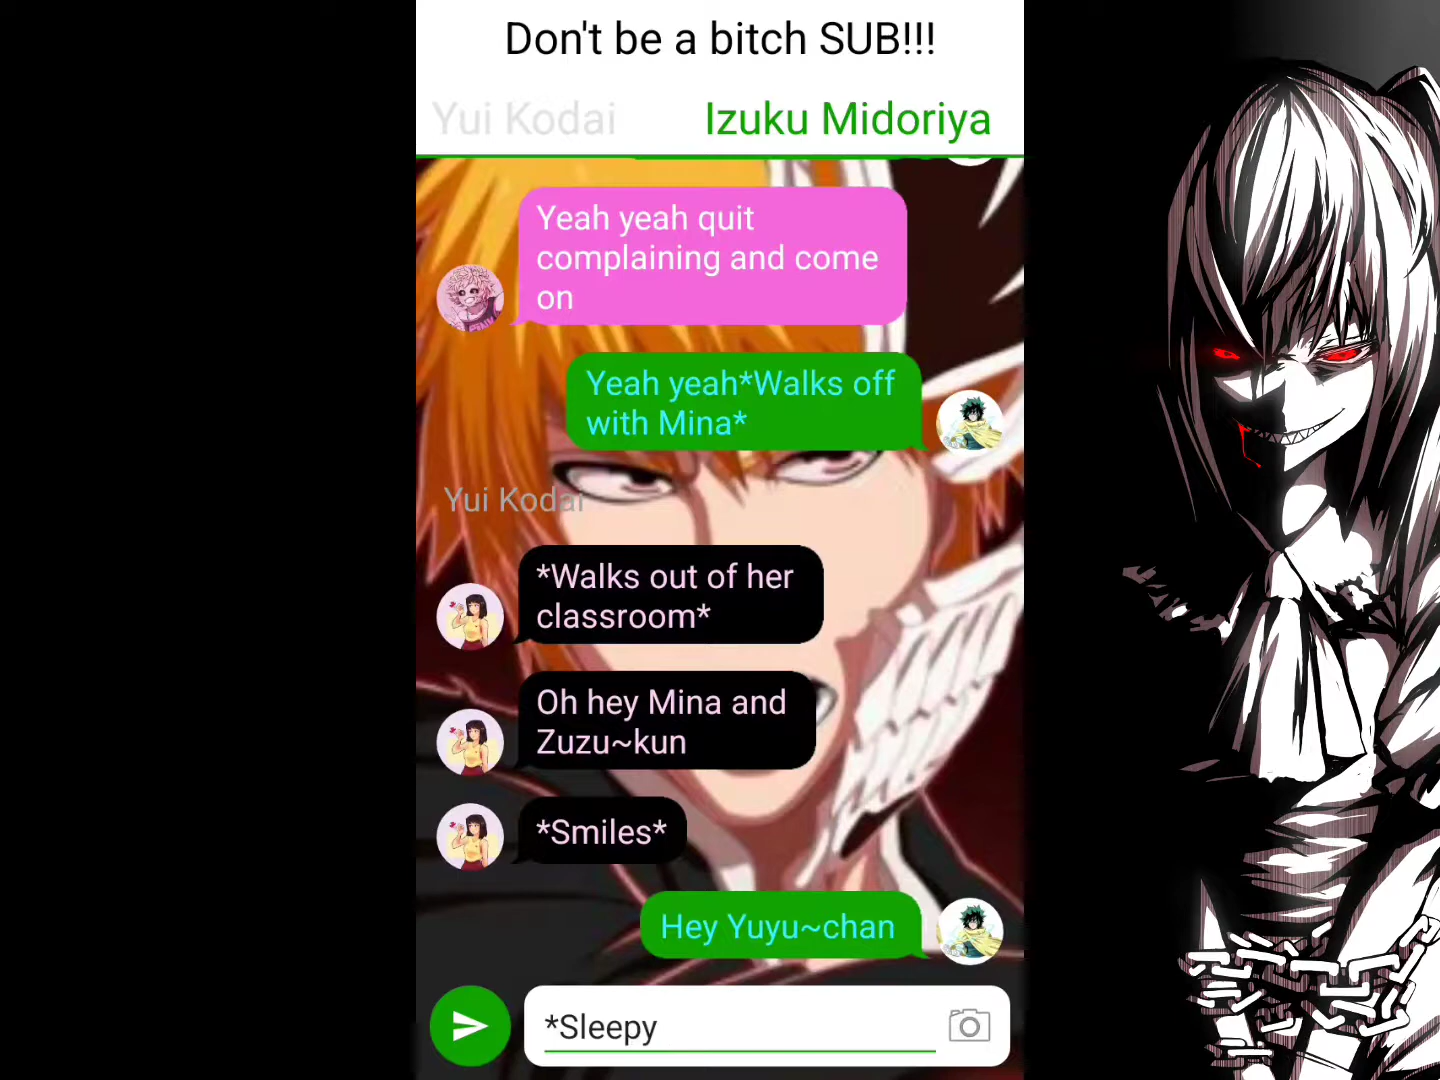 Don't be a bitch SUB!!!
Yui Kodai
Izuku Midoriya
Yeah yeah quit
complaining and come
on
Yeah yeah*Walks off
with Mina*
Yui Kodai
*Walks out of her
classroom*
Oh hey Mina and
Zuzu~kun
*Smiles*
Hey Yuyu~chan
*Sleepy